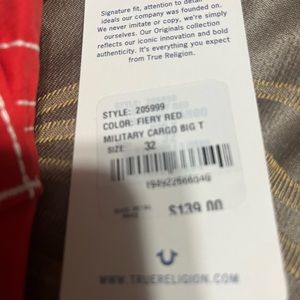 Signature fit, attention to detail
ideals our company was founded on.
We never imitate or copy, we're simply
ourselves. Our Originals collection
reflects our iconic innovation and bold
authenticity. It's everything you expect
from True Religion.
STYLE: 205999
COLOR: FIERY RED
MILITARY CARGO BIG T
SIZE: 32
$139.00
WWW.TRUERELIGION.COM